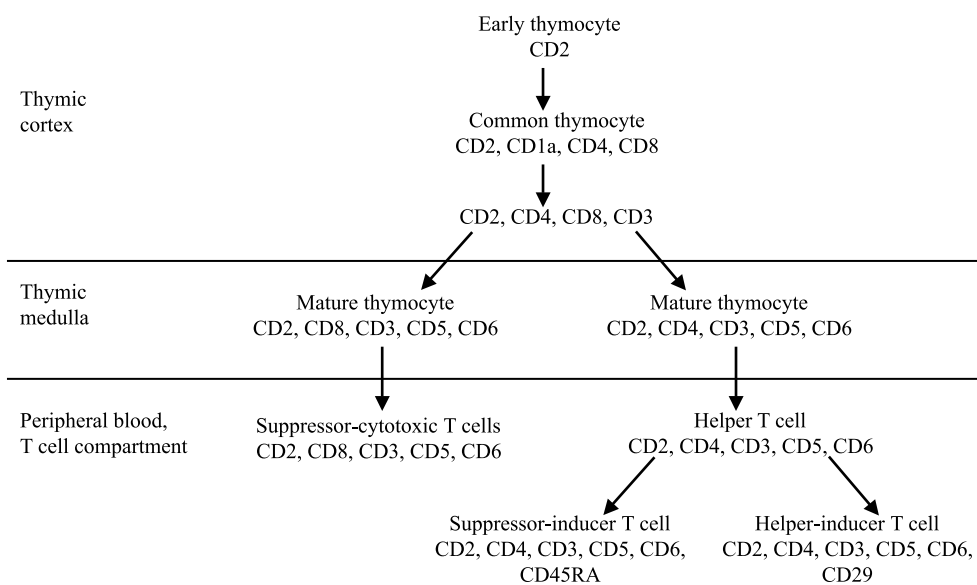 Early thymocyte
CD2
Thymic
cortex
Common thymocyte
CD2, CD1a, CD4, CD8
CD2, CD4, CD8, CD3
Thymic
medulla
Mature thymocyte
CD2, CD8, CD3, CD5, CD6
Mature thymocyte
CD2, CD4, CD3, CD5, CD6
Peripheral blood,
T cell compartment
Suppressor-cytotoxic T cells
CD2, CD8, CD3, CD5, CD6
Helper T cell
CD2, CD4, CD3, CD5, CD6
Suppressor-inducer T cell
CD2, CD4, CD3, CD5, CD6,
CD45RA
Helper-inducer T cell
CD2, CD4, CD3, CD5, CD6,
CD29